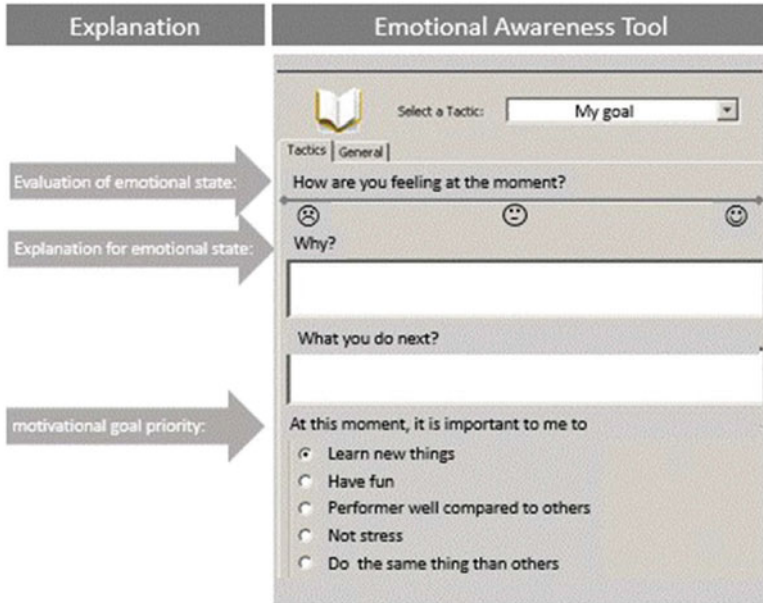 Explanation
Emotional Awareness Tool
Select a Tactic: My goal
Tactics General
Evaluation of emotional state:
How are you feeling at the moment?
Explanation for emotional state:
Why?
What you do next?
motivational goal priority:
At this moment, it is important to me to
Learn new things
Have fun
Performer well compared to others
Not stress
Do the same thing than others